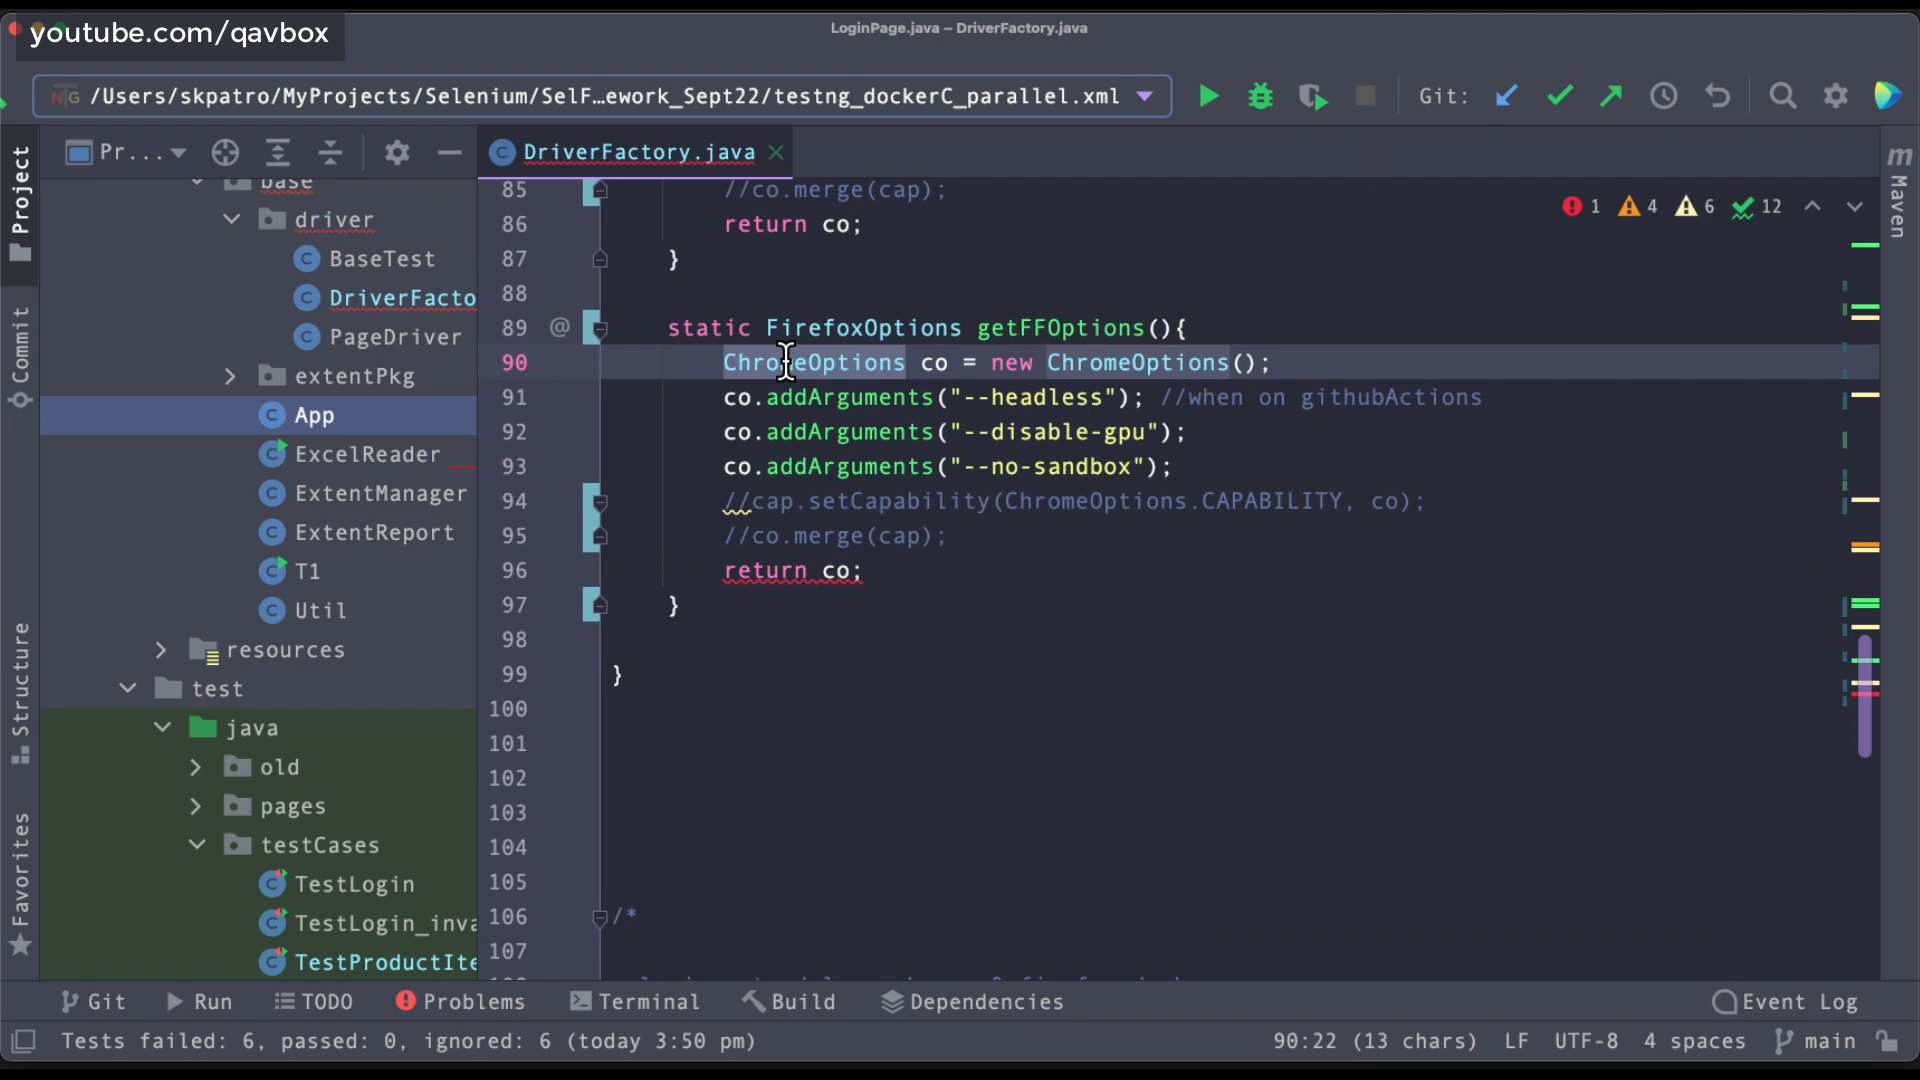 youtube.com/qavbox
LoginPage.java – DriverFactory.java
/Users/skpatro/MyProjects/Selenium/SelF…ework_Sept22/testng_dockerC_parallel.xml
Git:
Project
Commit
Structure
Favorites
Pr...
base
driver
BaseTest
DriverFacto
PageDriver
extentPkg
App
ExcelReader
ExtentManager
ExtentReport
T1
Util
resources
test
java
old
pages
testCases
TestLogin
TestLogin_inva
TestProductIte
DriverFactory.java
1 4 6 12
Maven
85 //co.merge(cap);
86 return co;
87 }
88
89 @ static FirefoxOptions getFFOptions(){
90 ChromeOptions co = new ChromeOptions();
91 co.addArguments("--headless"); //when on githubActions
92 co.addArguments("--disable-gpu");
93 co.addArguments("--no-sandbox");
94 //cap.setCapability(ChromeOptions.CAPABILITY, co);
95 //co.merge(cap);
96 return co;
97 }
98
99 }
100
101
102
103
104
105
106 /*
107
Git Run TODO Problems Terminal Build Dependencies Event Log
Tests failed: 6, passed: 0, ignored: 6 (today 3:50 pm) 90:22 (13 chars) LF UTF-8 4 spaces main